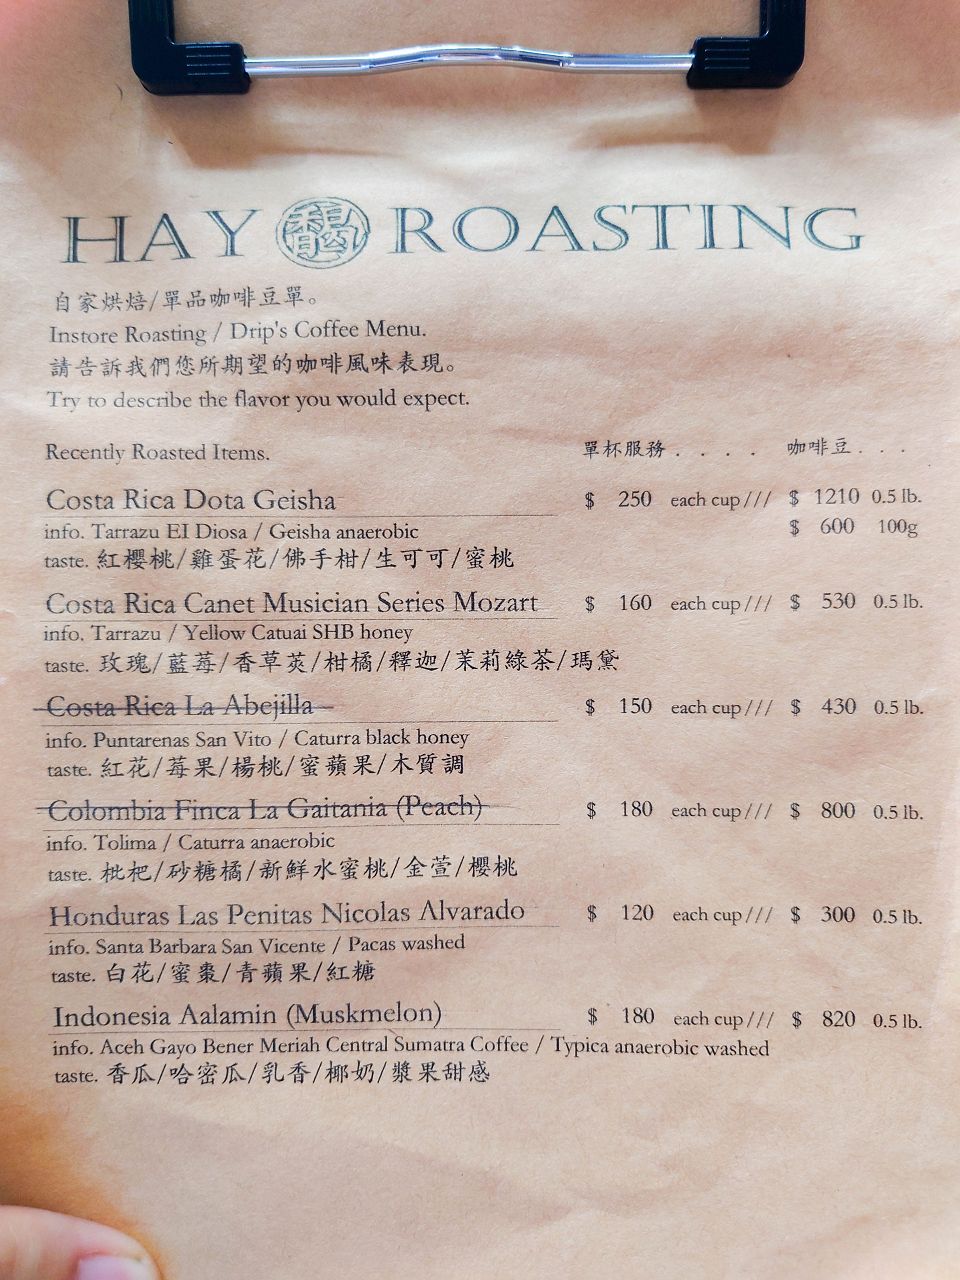 HAY ROASTING
自家烘焙/單品咖啡豆單。
Instore Roasting / Drip's Coffee Menu.
請告訴我們您所期望的咖啡風味表現。
Try to describe the flavor you would expect.
Recently Roasted Items. 單杯服務 . . . . 咖啡豆 . . .
Costa Rica Dota Geisha $ 250 each cup/// $ 1210 0.5 lb.
info. Tarrazu EI Diosa / Geisha anaerobic $ 600 100g
taste. 紅櫻桃/雞蛋花/佛手柑/生可可/蜜桃
Costa Rica Canet Musician Series Mozart $ 160 each cup/// $ 530 0.5 lb.
info. Tarrazu / Yellow Catuai SHB honey
taste. 玫瑰/藍莓/香草莢/柑橘/釋迦/茉莉綠茶/瑪黛
Costa Rica La Abejilla $ 150 each cup/// $ 430 0.5 lb.
info. Puntarenas San Vito / Caturra black honey
taste. 紅花/莓果/楊桃/蜜蘋果/木質調
Colombia Finca La Gaitania (Peach) $ 180 each cup/// $ 800 0.5 lb.
info. Tolima / Caturra anaerobic
taste. 枇杷/砂糖橘/新鮮水蜜桃/金萱/櫻桃
Honduras Las Penitas Nicolas Alvarado $ 120 each cup/// $ 300 0.5 lb.
info. Santa Barbara San Vicente / Pacas washed
taste. 白花/蜜棗/青蘋果/紅糖
Indonesia Aalamin (Muskmelon) $ 180 each cup/// $ 820 0.5 lb.
info. Aceh Gayo Bener Meriah Central Sumatra Coffee / Typica anaerobic washed
taste. 香瓜/哈密瓜/乳香/椰奶/漿果甜感